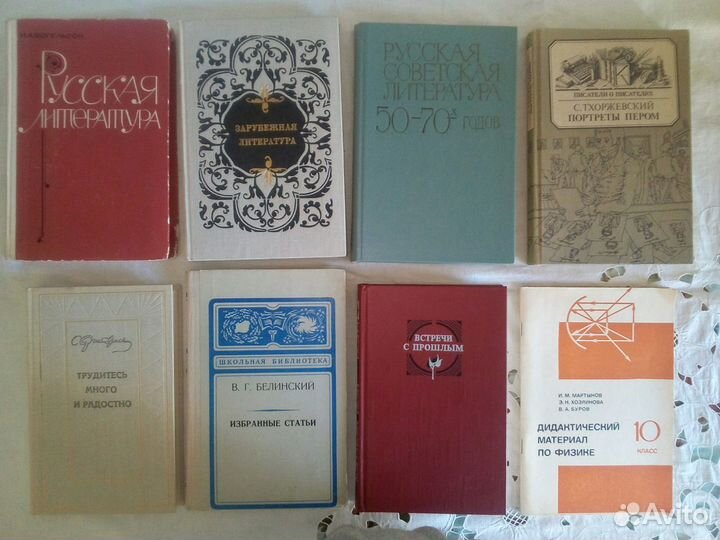 И.А.ФОГЕЛЬСОН
РУССКАЯ
ЛИТЕРАТУРА
ЗАРУБЕЖНАЯ
ЛИТЕРАТУРА
РУССКАЯ
СОВЕТСКАЯ
ЛИТЕРАТУРА
50-70х ГОДОВ
ПИСАТЕЛИ О ПИСАТЕЛЯХ
С. ТХОРЖЕВСКИЙ
ПОРТРЕТЫ ПЕРОМ
ТРУДИТЕСЬ
МНОГО
И РАДОСТНО
ШКОЛЬНАЯ БИБЛИОТЕКА
В. Г. БЕЛИНСКИЙ
ИЗБРАННЫЕ СТАТЬИ
ВСТРЕЧИ
С ПРОШЛЫМ
И. М. МАРТЫНОВ
Э. Н. ХОЗЯИНОВА
В. А. БУРОВ
ДИДАКТИЧЕСКИЙ
МАТЕРИАЛ
ПО ФИЗИКЕ
10
КЛАСС
Avito